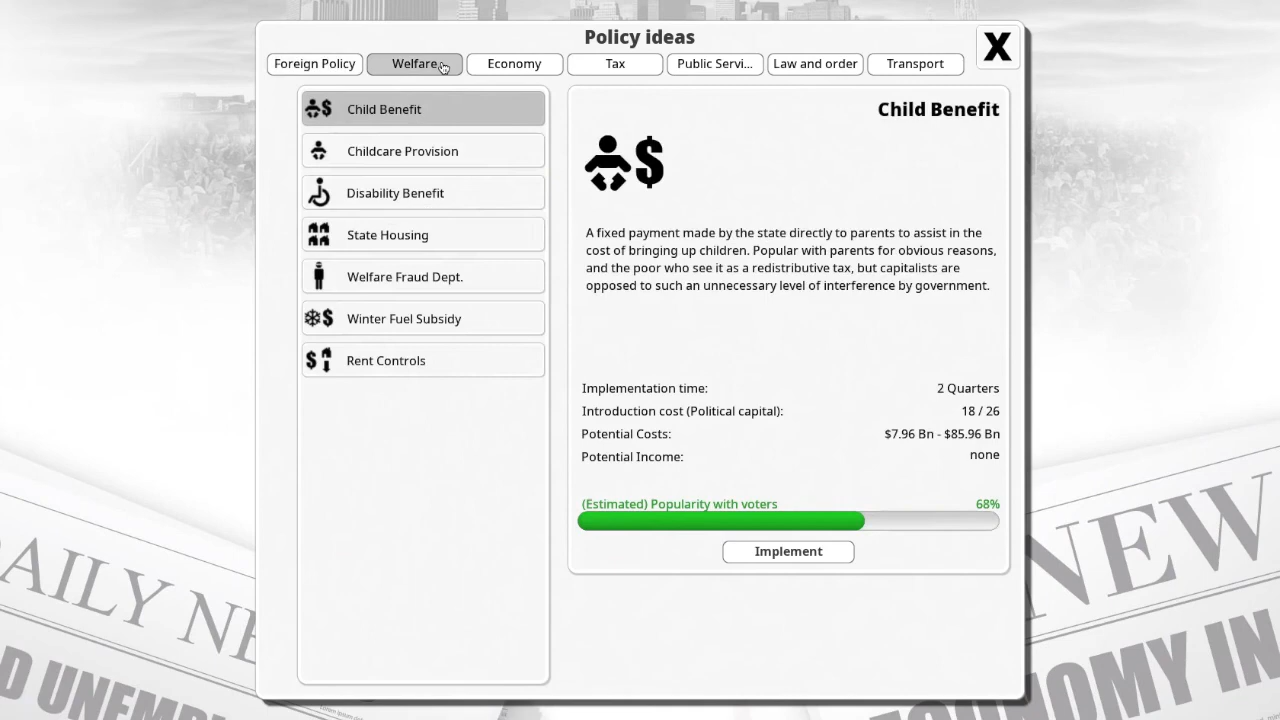 Policy ideas
X
Foreign Policy
Welfare
Economy
Tax
Public Servi...
Law and order
Transport
Child Benefit
Childcare Provision
Disability Benefit
State Housing
Welfare Fraud Dept.
Winter Fuel Subsidy
Rent Controls
Child Benefit
A fixed payment made by the state directly to parents to assist in the
cost of bringing up children. Popular with parents for obvious reasons,
and the poor who see it as a redistributive tax, but capitalists are
opposed to such an unnecessary level of interference by government.
Implementation time: 2 Quarters
Introduction cost (Political capital): 18 / 26
Potential Costs: $7.96 Bn - $85.96 Bn
Potential Income: none
(Estimated) Popularity with voters 68%
Implement
AILY NE
D UNEM
NEW
ONOMY IN